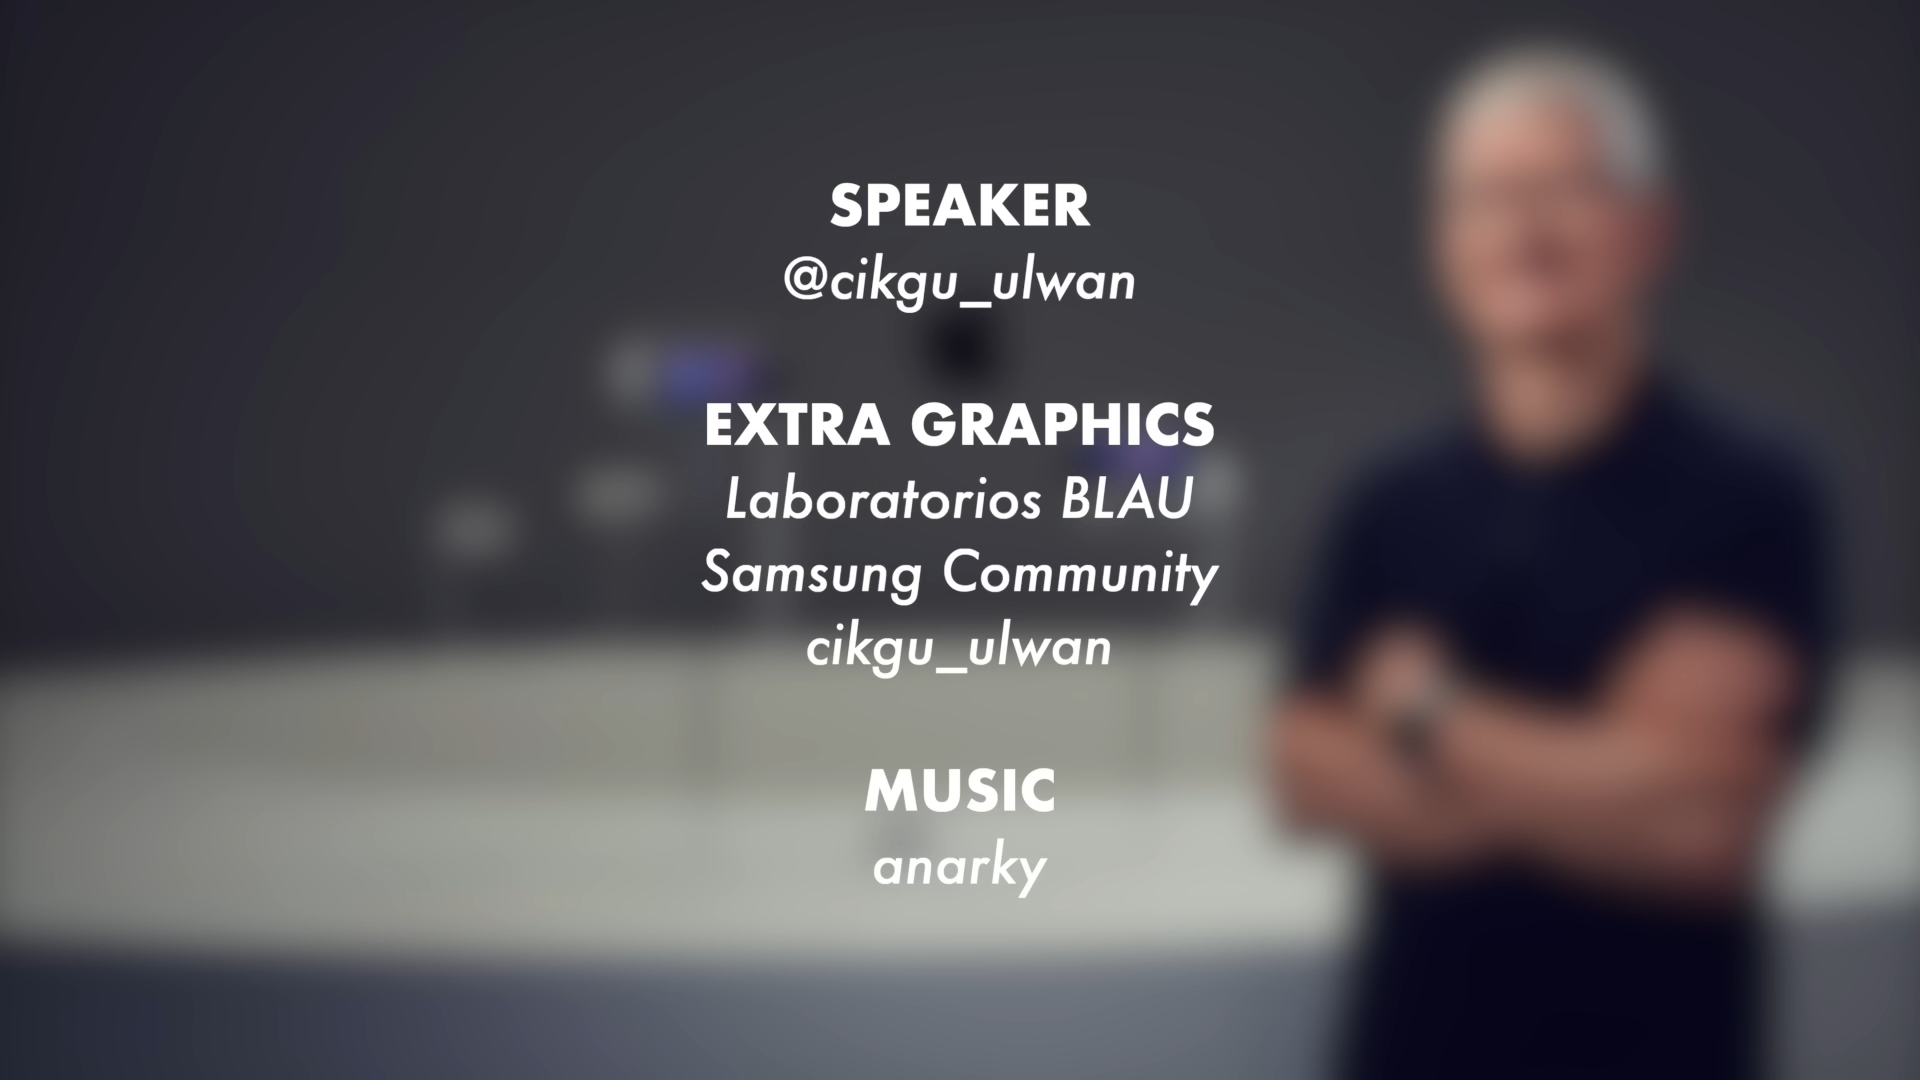 SPEAKER
@cikgu_ulwan
EXTRA GRAPHICS
Laboratorios BLAU
Samsung Community
cikgu_ulwan
MUSIC
anarky